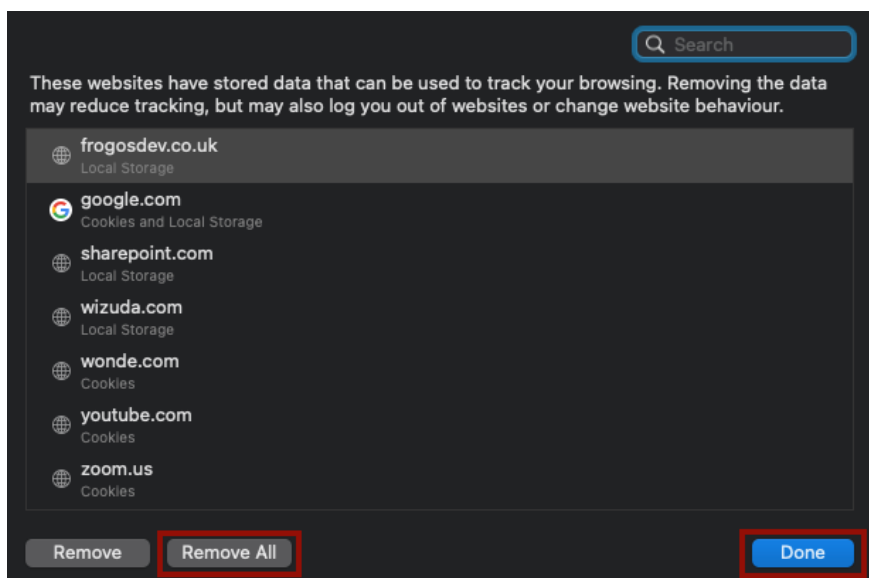 Search
These websites have stored data that can be used to track your browsing. Removing the data
may reduce tracking, but may also log you out of websites or change website behaviour.
frogosdev.co.uk
Local Storage
google.com
Cookies and Local Storage
sharepoint.com
Local Storage
wizuda.com
Local Storage
wonde.com
Cookies
youtube.com
Cookies
zoom.us
Cookies
Remove Remove All Done